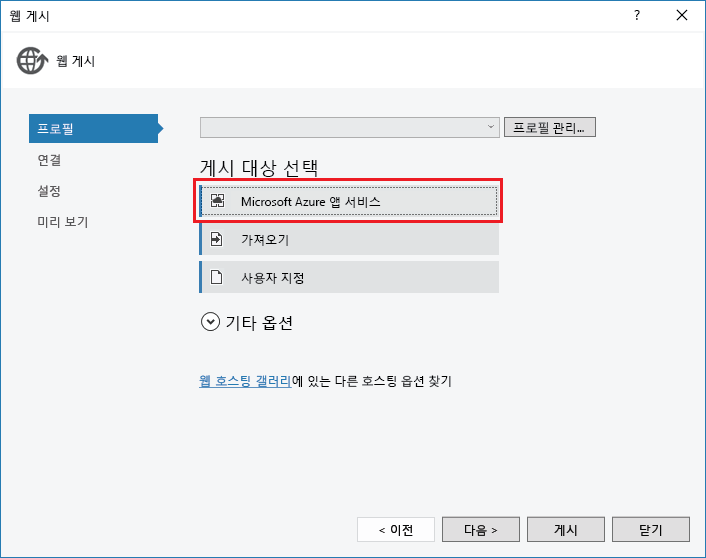 웹 게시
?
웹 게시
프로필
연결
설정
미리 보기
프로필 관리...
게시 대상 선택
Microsoft Azure 앱 서비스
가져오기
사용자 지정
기타 옵션
웹 호스팅 갤러리에 있는 다른 호스팅 옵션 찾기
< 이전
다음 >
게시
닫기